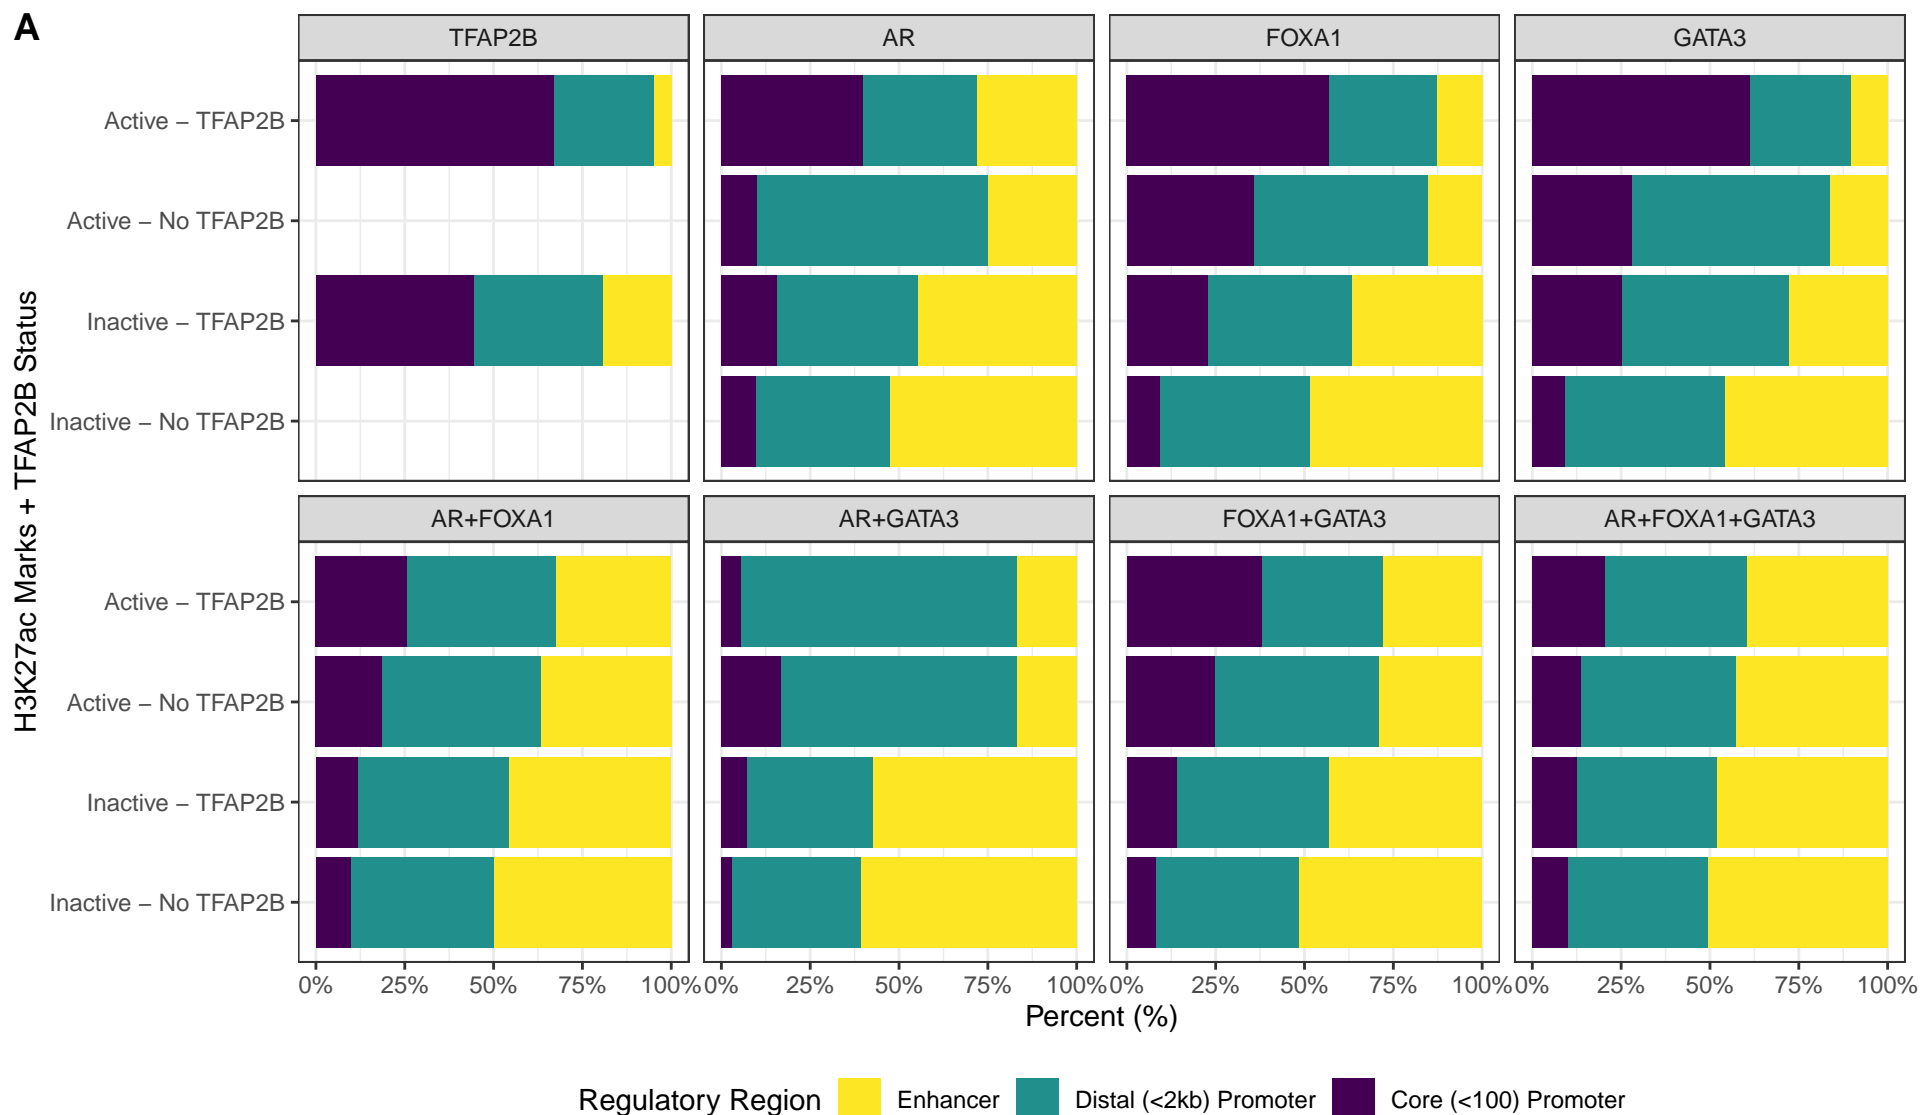 A
TFAP2B
AR
FOXA1
GATA3
H3K27ac Marks + TFAP2B Status
Active – TFAP2B
Active – No TFAP2B
Inactive – TFAP2B
Inactive – No TFAP2B
AR+FOXA1
AR+GATA3
FOXA1+GATA3
AR+FOXA1+GATA3
Active – TFAP2B
Active – No TFAP2B
Inactive – TFAP2B
Inactive – No TFAP2B
0% 25% 50% 75% 100% 0% 25% 50% 75% 100% 0% 25% 50% 75% 100% 0% 25% 50% 75% 100%
Percent (%)
Regulatory Region Enhancer Distal (<2kb) Promoter Core (<100) Promoter